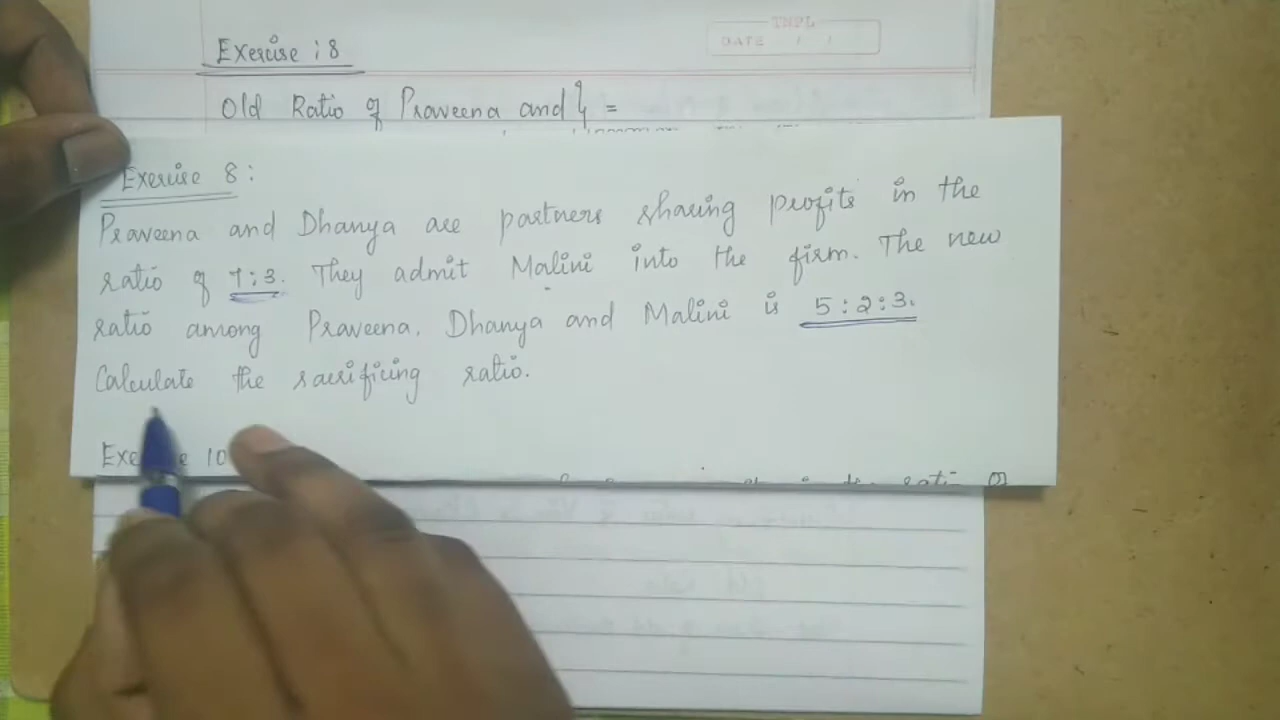 TNPL
DATE / /
Exercise : 8
Old Ratio of Praveena and } =
Exercise 8:
Praveena and Dhanya are partners sharing profits in the
ratio of 7:3. They admit Malini into the firm. The new
ratio among Praveena, Dhanya and Malini is 5:2:3.
Calculate the sacrificing ratio.
10